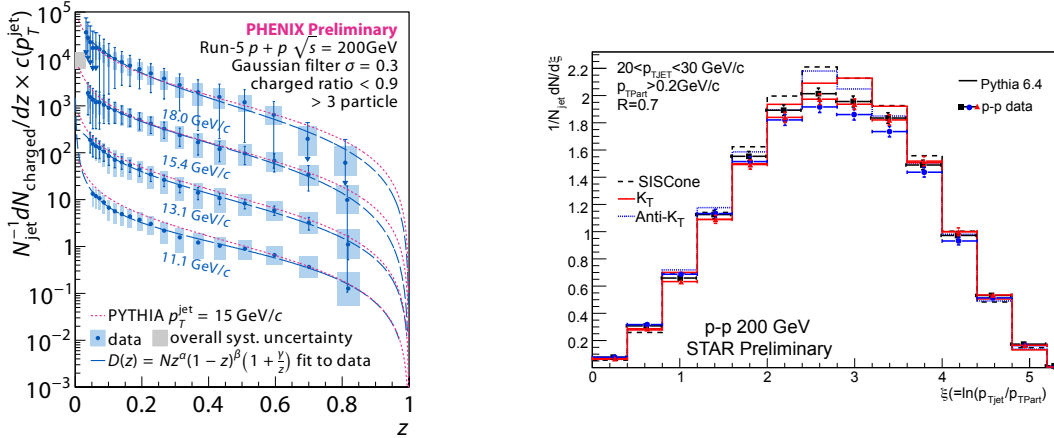 PHENIX Preliminary
Run-5 p + p √s = 200GeV
Gaussian filter σ = 0.3
charged ratio < 0.9
> 3 particle
N_jet^{-1} dN_charged/dz × c(p_T^jet)
10^5
10^4
10^3
10^2
10
1
10^{-1}
10^{-2}
10^{-3}
18.0 GeV/c
15.4 GeV/c
13.1 GeV/c
11.1 GeV/c
PYTHIA p_T^jet = 15 GeV/c
data overall syst. uncertainty
D(z) = Nz^α(1 − z)^β(1 + y/z) fit to data
0 0.2 0.4 0.6 0.8 1
z
1/N_jet dN/dξ
2.2
2
1.8
1.6
1.4
1.2
1
0.8
0.6
0.4
0.2
20<p_TJET<30 GeV/c
p_TPart>0.2GeV/c
R=0.7
Pythia 6.4
p-p data
SISCone
K_T
Anti-K_T
p-p 200 GeV
STAR Preliminary
0 1 2 3 4 5
ξ(=ln(p_Tjet/p_TPart)